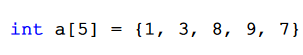 int a[5] = {1, 3, 8, 9, 7}